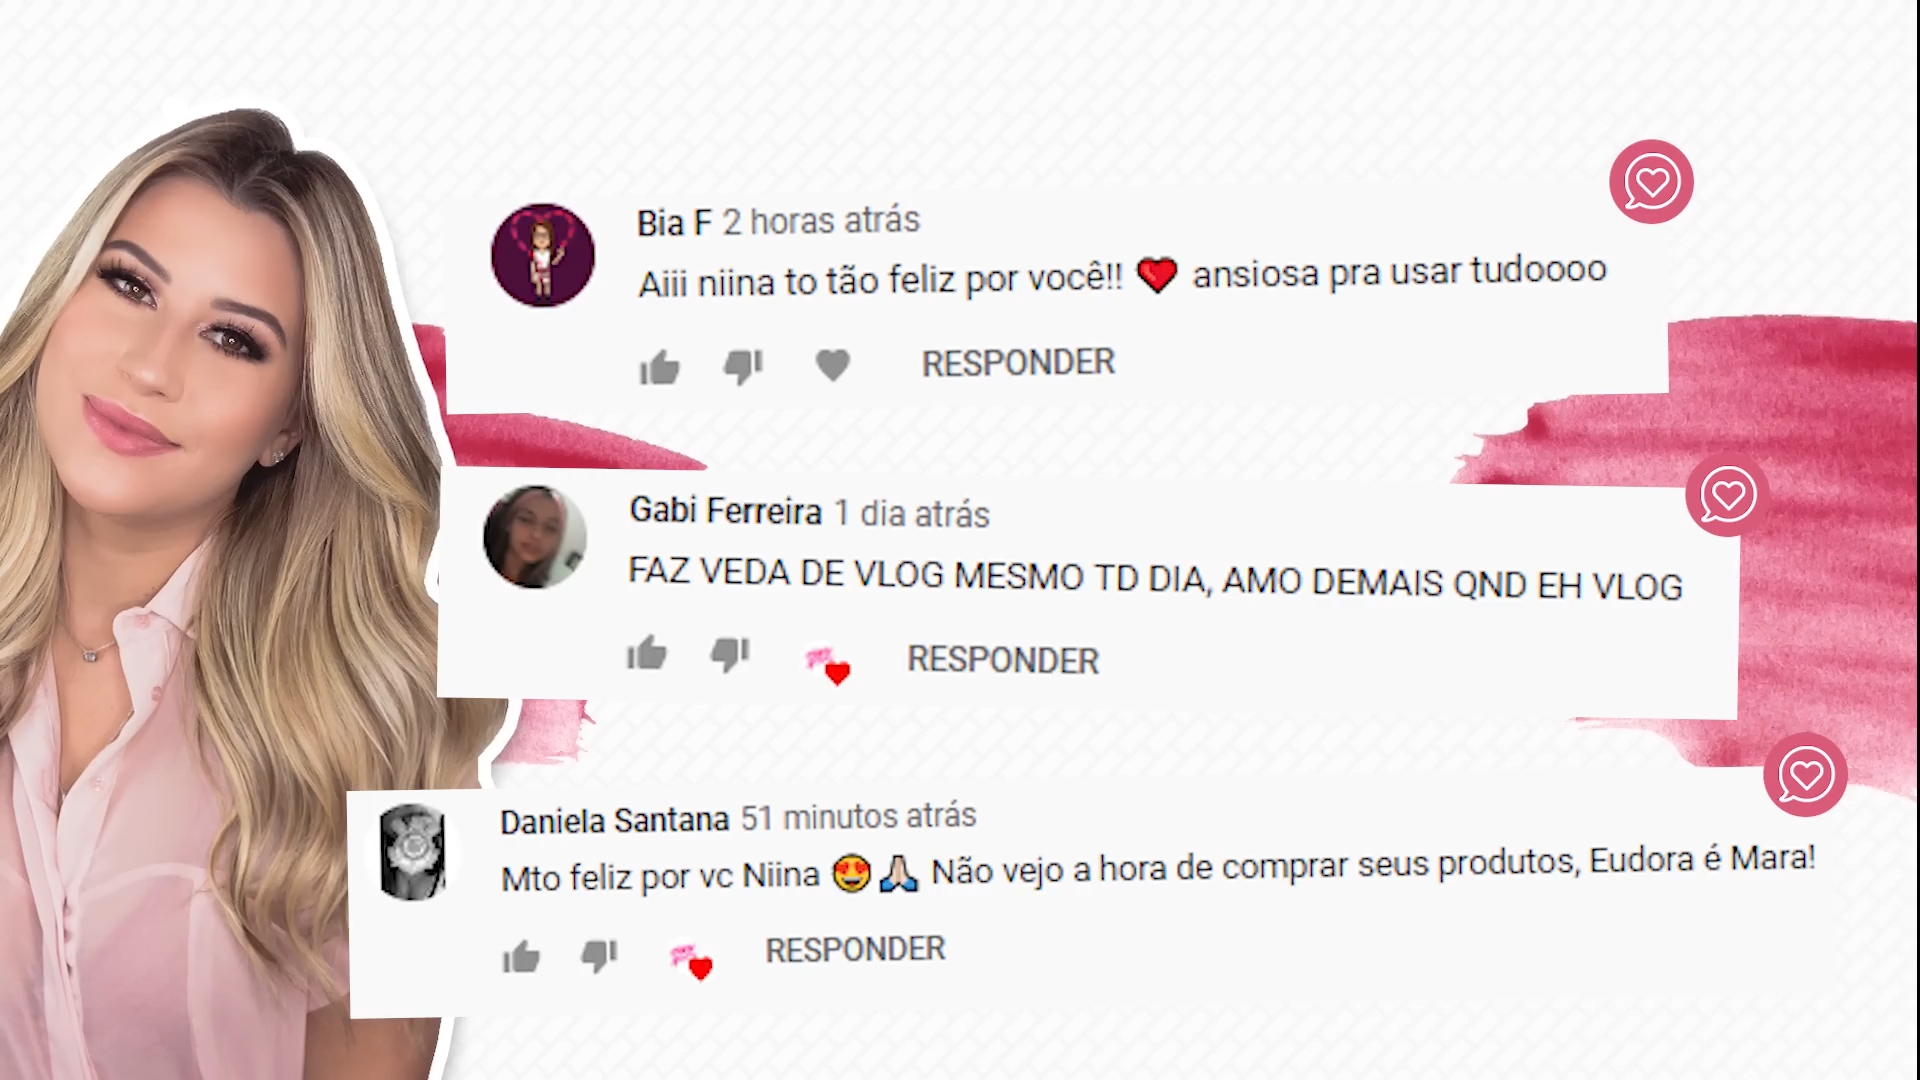 Bia F 2 horas atrás
Aiii niina to tão feliz por você!! ❤️ ansiosa pra usar tudoooo
RESPONDER
Gabi Ferreira 1 dia atrás
FAZ VEDA DE VLOG MESMO TD DIA, AMO DEMAIS QND EH VLOG
RESPONDER
Daniela Santana 51 minutos atrás
Mto feliz por vc Niina 😍🙏🏻 Não vejo a hora de comprar seus produtos, Eudora é Mara!
RESPONDER